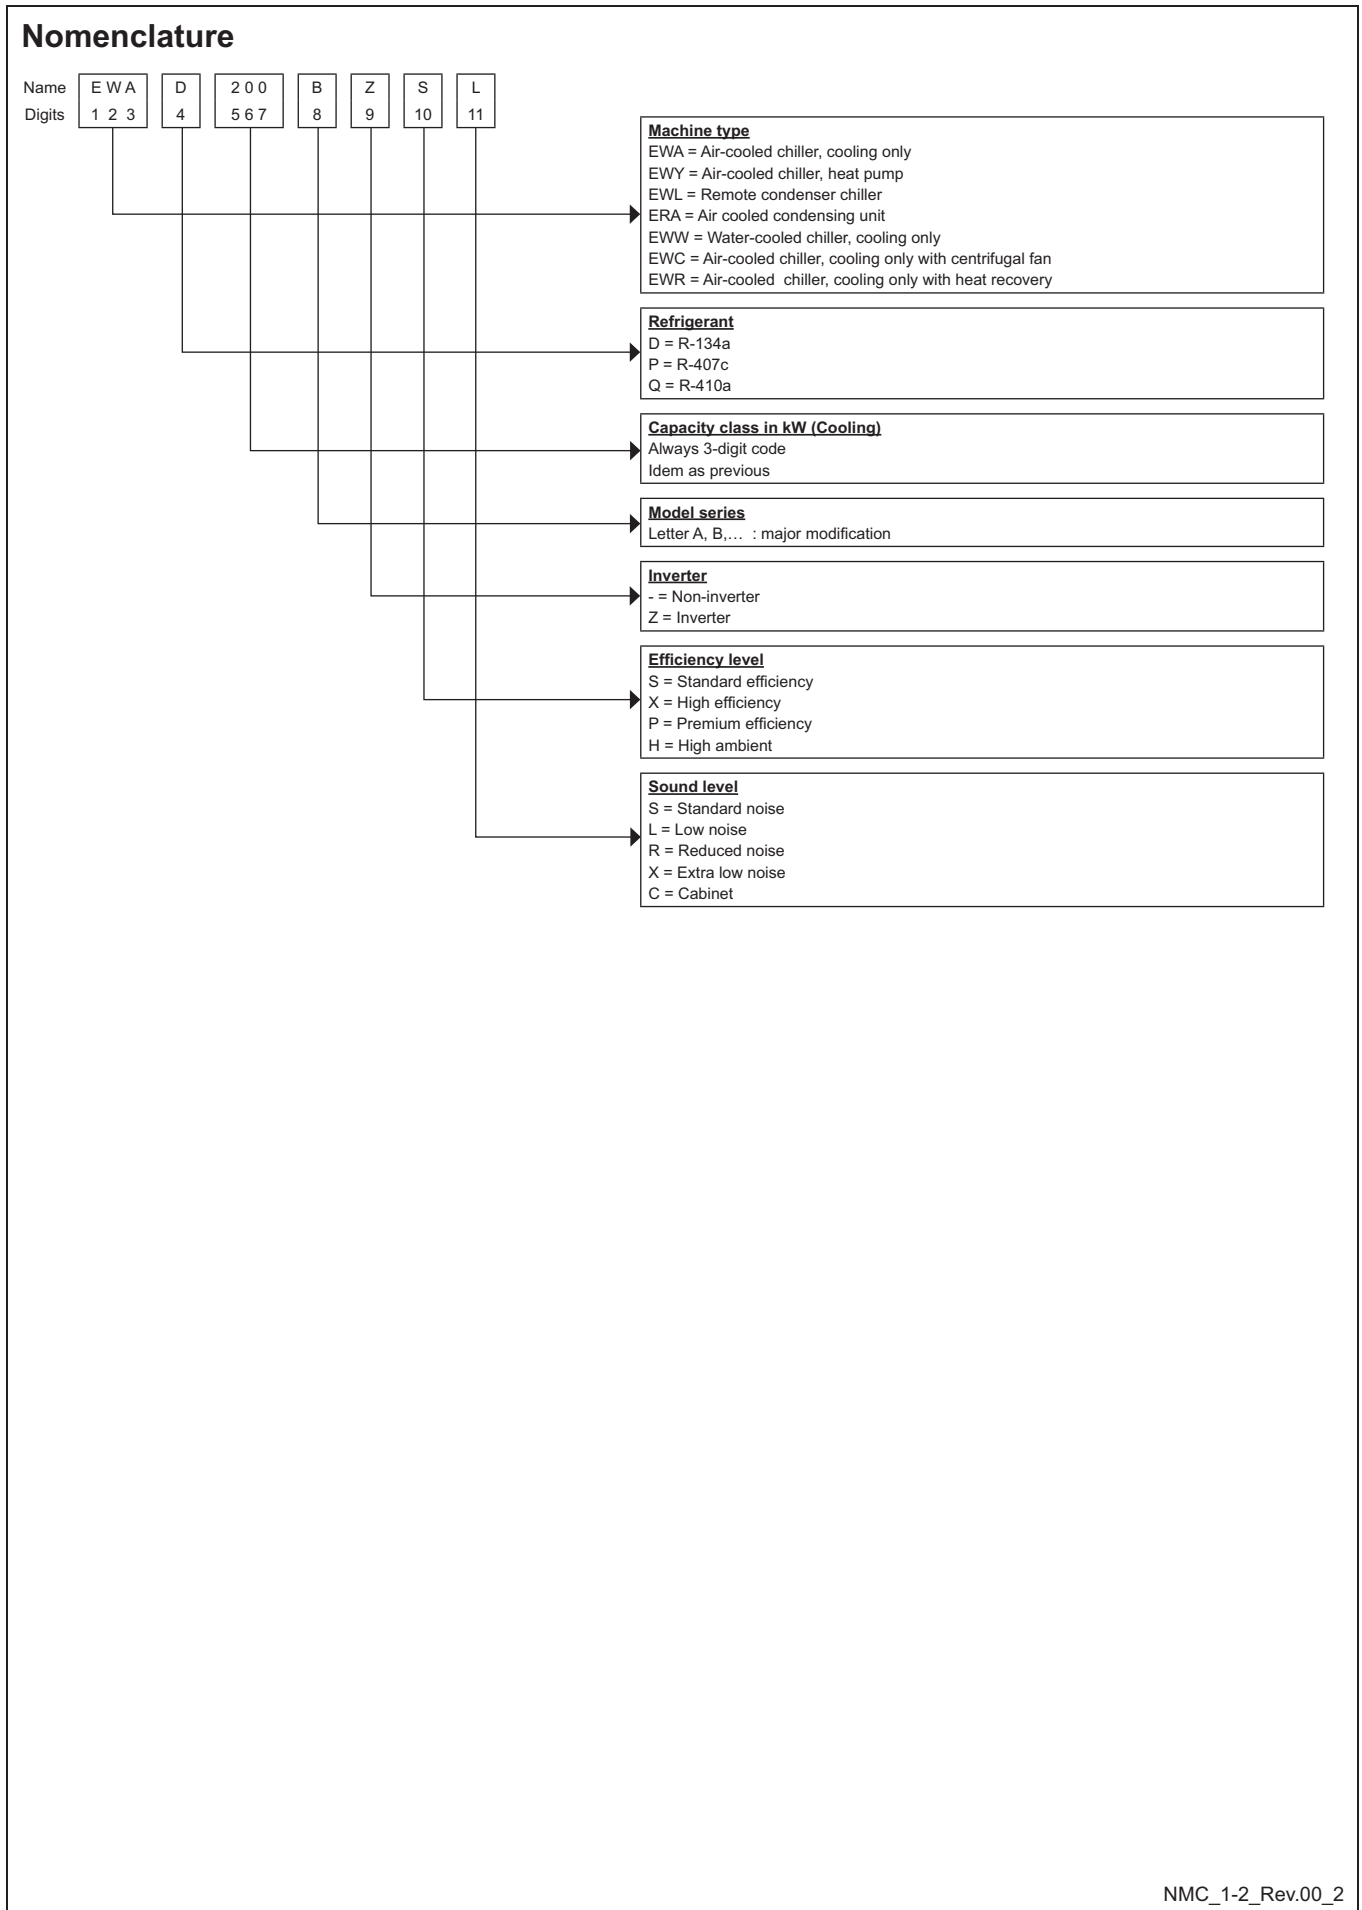 Nomenclature
Name E W A D 2 0 0 B Z S L
Digits 1 2 3 4 5 6 7 8 9 10 11
Machine type
EWA = Air-cooled chiller, cooling only
EWY = Air-cooled chiller, heat pump
EWL = Remote condenser chiller
ERA = Air cooled condensing unit
EWW = Water-cooled chiller, cooling only
EWC = Air-cooled chiller, cooling only with centrifugal fan
EWR = Air-cooled  chiller, cooling only with heat recovery
Refrigerant
D = R-134a
P = R-407c
Q = R-410a
Capacity class in kW (Cooling)
Always 3-digit code
Idem as previous
Model series
Letter A, B,…  : major modification
Inverter
- = Non-inverter
Z = Inverter
Efficiency level
S = Standard efficiency
X = High efficiency
P = Premium efficiency
H = High ambient
Sound level
S = Standard noise
L = Low noise
R = Reduced noise
X = Extra low noise
C = Cabinet
NMC_1-2_Rev.00_2